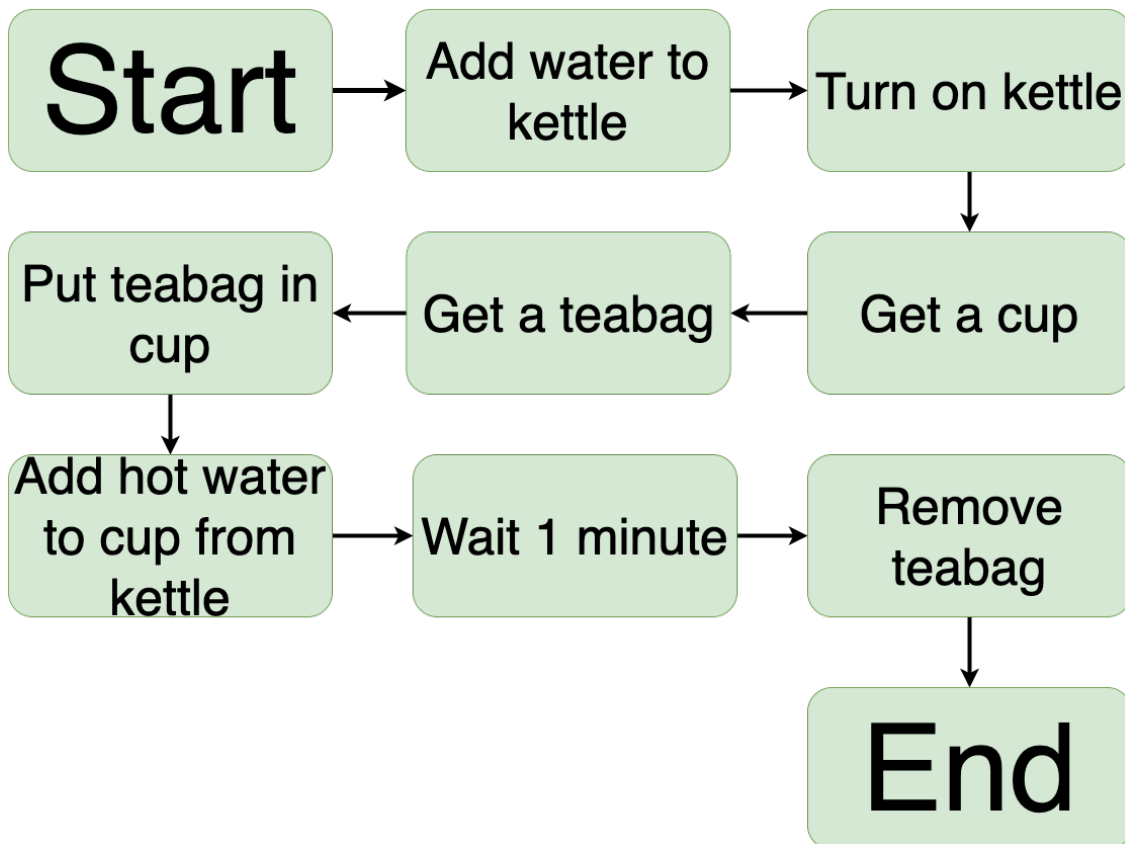 Start
Add water to
kettle
Turn on kettle
Get a cup
Get a teabag
Put teabag in
cup
Add hot water
to cup from
kettle
Wait 1 minute
Remove
teabag
End